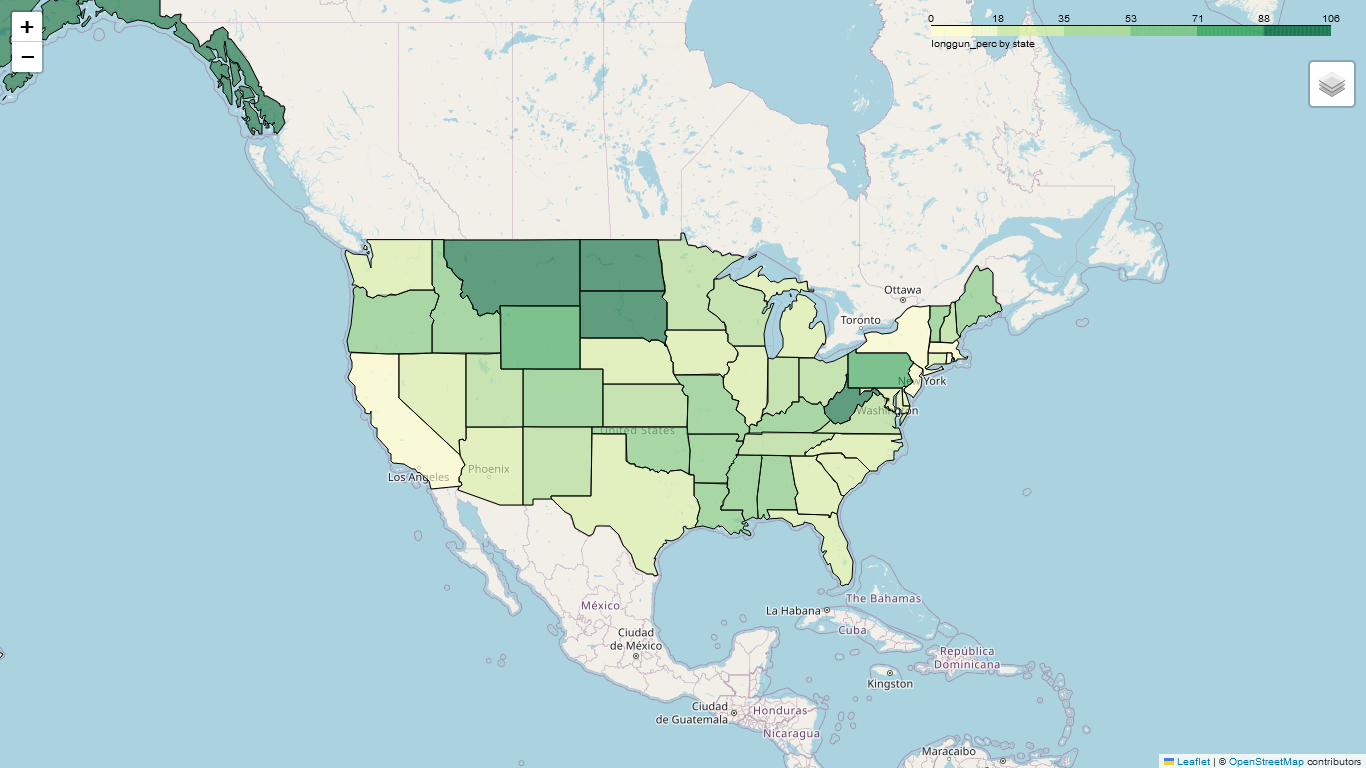 +
−
0 18 35 53 71 88 106
longgun_perc by state
Ottawa
Toronto
New York
Washington
United States
Phoenix
Los Angeles
The Bahamas
México
La Habana
Cuba
Ciudad
de México
República
Dominicana
Kingston
Ciudad
de Guatemala
Honduras
Nicaragua
Maracaibo
Leaflet | © OpenStreetMap contributors